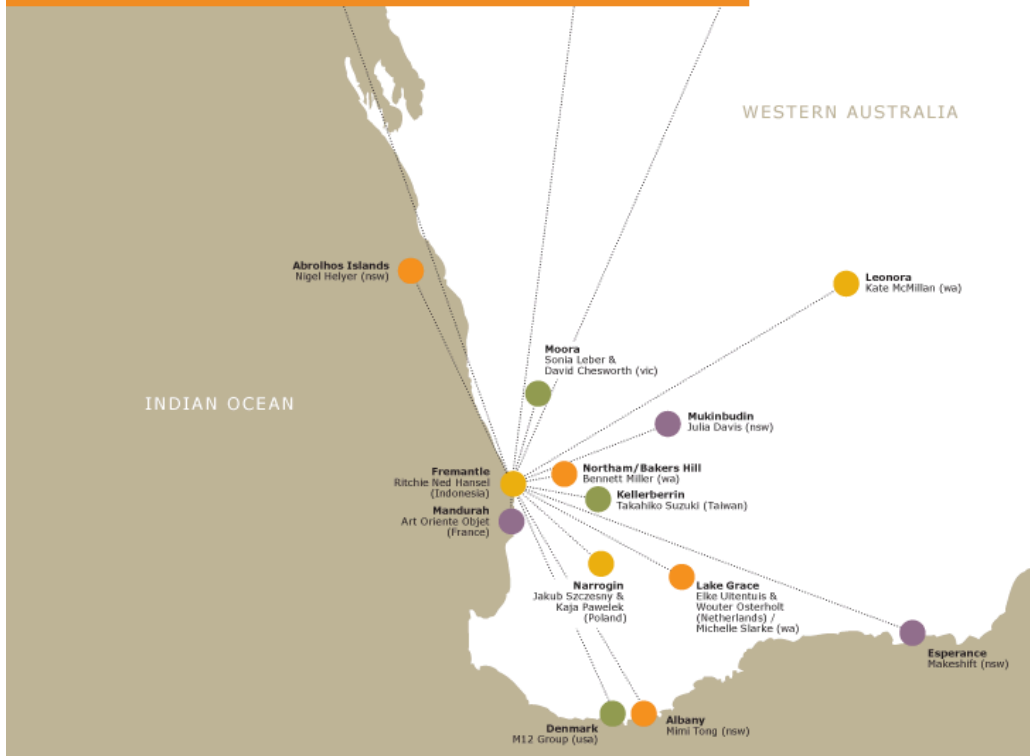 WESTERN AUSTRALIA
Abrolhos Islands
Nigel Helyer (nsw)
Leonora
Kate McMillan (wa)
Moora
Sonia Leber &
David Chesworth (vic)
INDIAN OCEAN
Mukinbudin
Julia Davis (nsw)
Fremantle
Ritchie Ned Hansel
(Indonesia)
Northam/Bakers Hill
Bennett Miller (wa)
Kellerberrin
Takahiko Suzuki (Taiwan)
Mandurah
Art Oriente Objet
(France)
Narrogin
Jakub Szczesny &
Kaja Pawelek
(Poland)
Lake Grace
Elke Uitentuis &
Wouter Osterholt
(Netherlands) /
Michelle Slarke (wa)
Esperance
Makeshift (nsw)
Denmark
M12 Group (usa)
Albany
Mimi Tong (nsw)